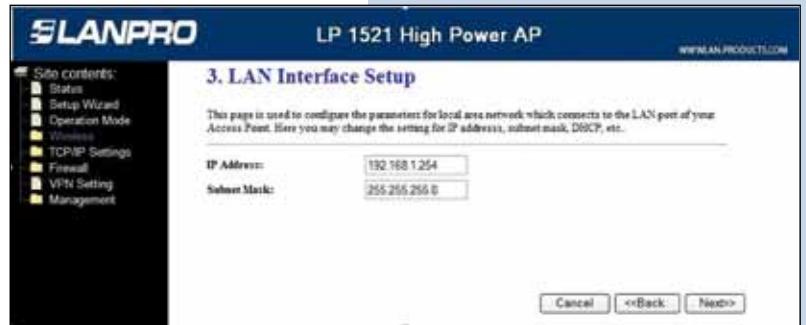 LANPRO
LP 1521 High Power AP
WWW.LAN-PRODUCTS.COM
Site contents:
Status
Setup Wizard
Operation Mode
Wireless
TCP/IP Settings
Firewall
VPN Setting
Management
3. LAN Interface Setup
This page is used to configure the parameters for local area network which connects to the LAN port of your
Access Point. Here you may change the setting for IP addresss, subnet mask, DHCP, etc..
IP Address: 192.168.1.254
Subnet Mask: 255.255.255.0
Cancel <<Back Next>>